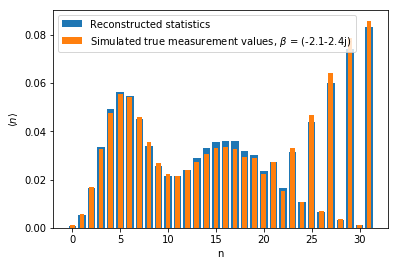 Reconstructed statistics
Simulated true measurement values, β = (-2.1-2.4j)
0.08
0.06
0.04
0.02
0.00
⟨n⟩
0 5 10 15 20 25 30
n